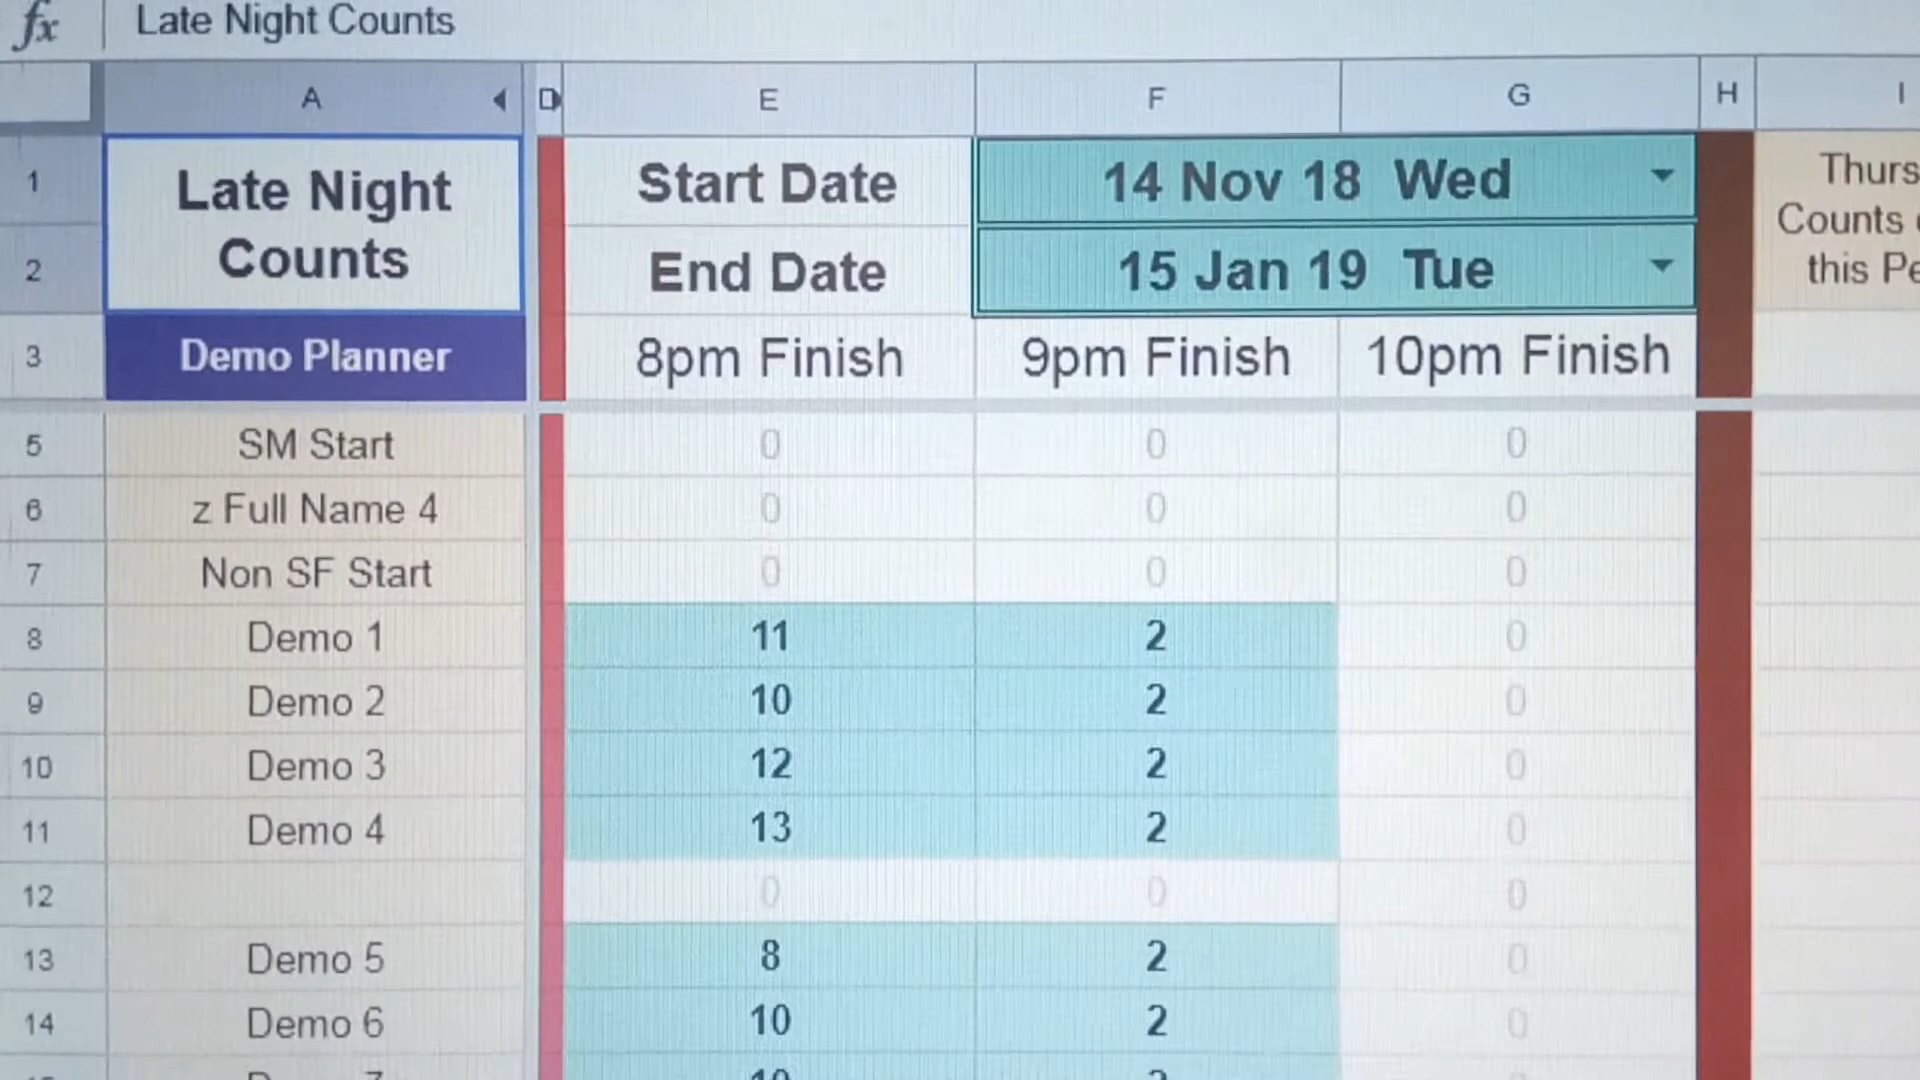 fx Late Night Counts
A D E F G H I
1 Late Night Counts Start Date 14 Nov 18 Wed Thurs
Counts
2 End Date 15 Jan 19 Tue this Pe
3 Demo Planner 8pm Finish 9pm Finish 10pm Finish
5 SM Start 0 0 0
6 z Full Name 4 0 0 0
7 Non SF Start 0 0 0
8 Demo 1 11 2 0
9 Demo 2 10 2 0
10 Demo 3 12 2 0
11 Demo 4 13 2 0
12 0 0 0
13 Demo 5 8 2 0
14 Demo 6 10 2 0